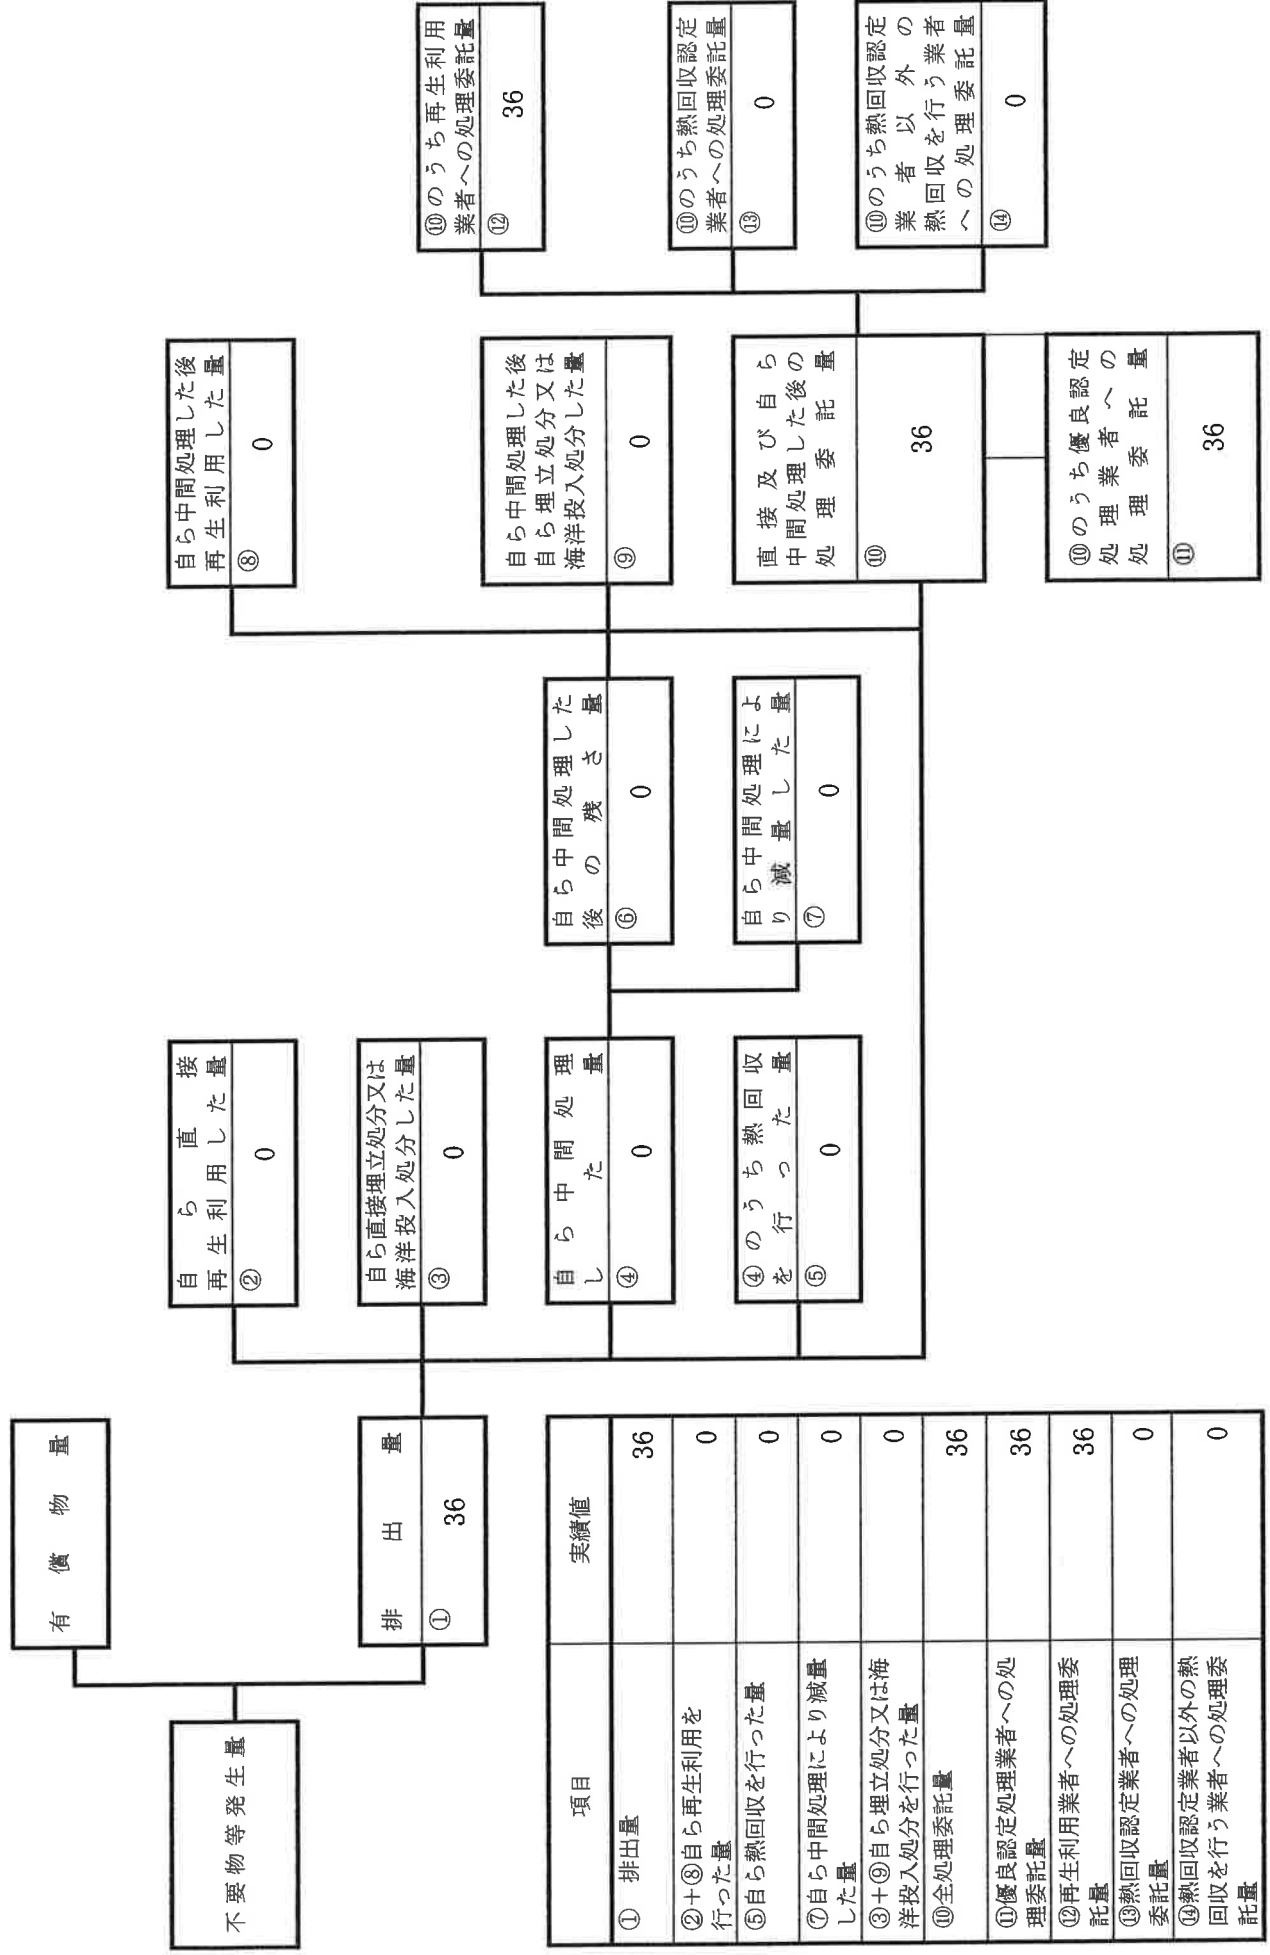 不要物等発生量
有償物量
排出量
①
36
自ら直接
再生利用した量
②
0
自ら直接埋立処分又は
海洋投入処分した量
③
0
自ら中間処理
した量
④
0
④のうち熱回収
を行った量
⑤
0
自ら中間処理した
後の残さ量
⑥
0
自ら中間処理によ
り減量した量
⑦
0
自ら中間処理した後
再生利用した量
⑧
0
自ら中間処理した後
自ら埋立処分又は
海洋投入処分した量
⑨
0
直接及び自ら
中間処理した後の
処理委託量
⑩
36
⑩のうち優良認定
処理業者への
処理委託量
⑪
36
⑩のうち再生利用
業者への処理委託量
⑫
36
⑩のうち熱回収認定
業者への処理委託量
⑬
0
⑩のうち熱回収認定
業者以外の
熱回収を行う業者
への処理委託量
⑭
0
項目 実績値
① 排出量 36
②+⑧自ら再生利用を
行った量 0
⑤自ら熱回収を行った量 0
⑦自ら中間処理により減量
した量 0
③+⑨自ら埋立処分又は海
洋投入処分を行った量 0
⑩全処理委託量 36
⑪優良認定処理業者への処
理委託量 36
⑫再生利用業者への処理委
託量 36
⑬熱回収認定業者への処理
委託量 0
⑭熱回収認定業者以外の熱
回収を行う業者への処理委
託量 0